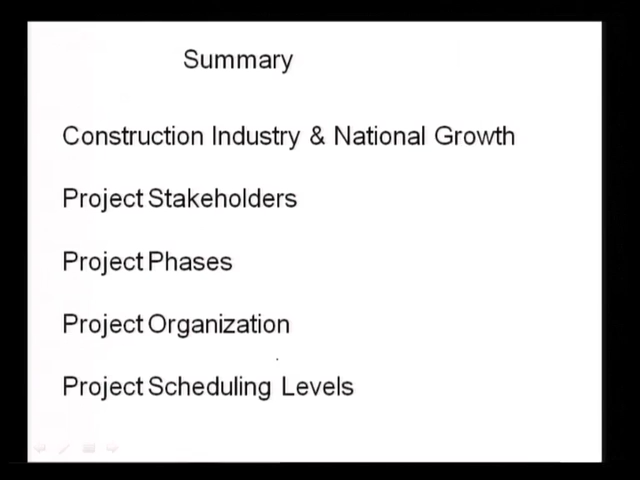 Summary
Construction Industry & National Growth
Project Stakeholders
Project Phases
Project Organization
Project Scheduling Levels